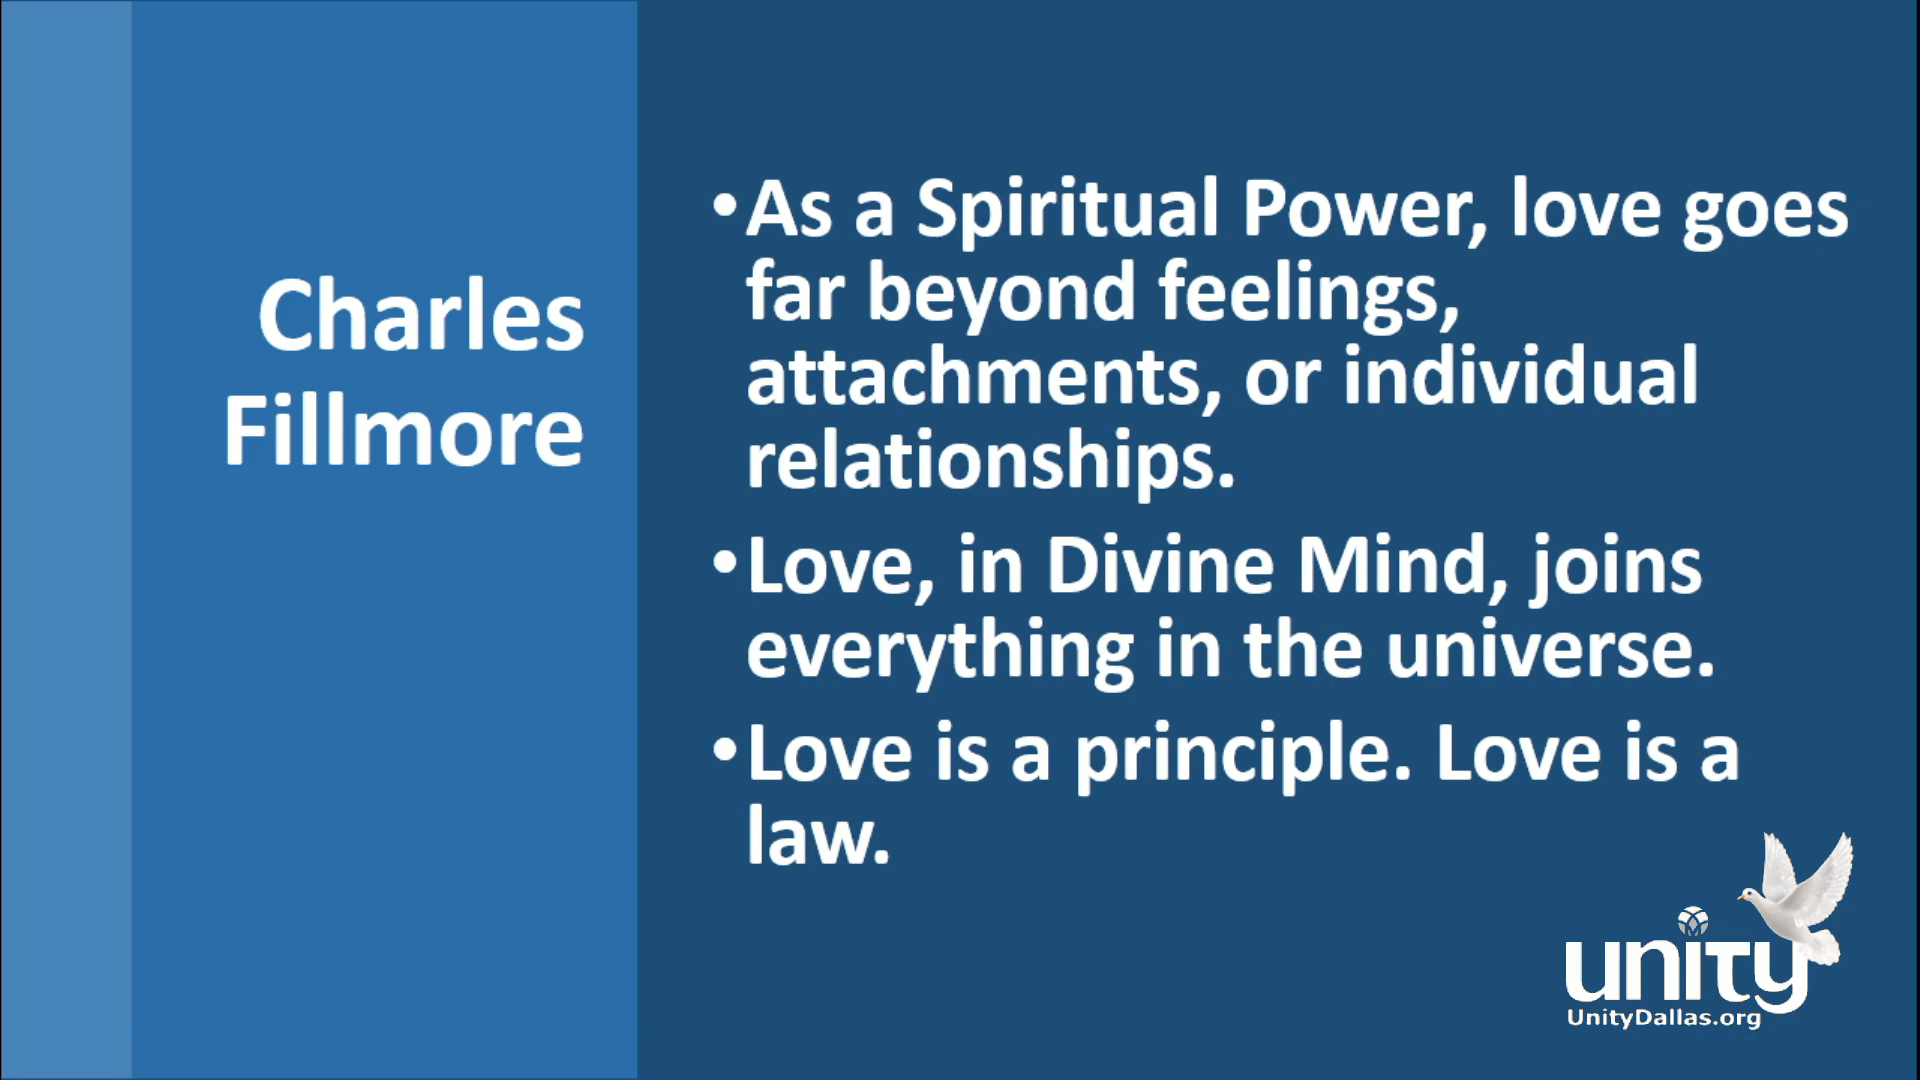 Charles
Fillmore
•As a Spiritual Power, love goes
far beyond feelings,
attachments, or individual
relationships.
•Love, in Divine Mind, joins
everything in the universe.
•Love is a principle. Love is a
law.
unity
UnityDallas.org